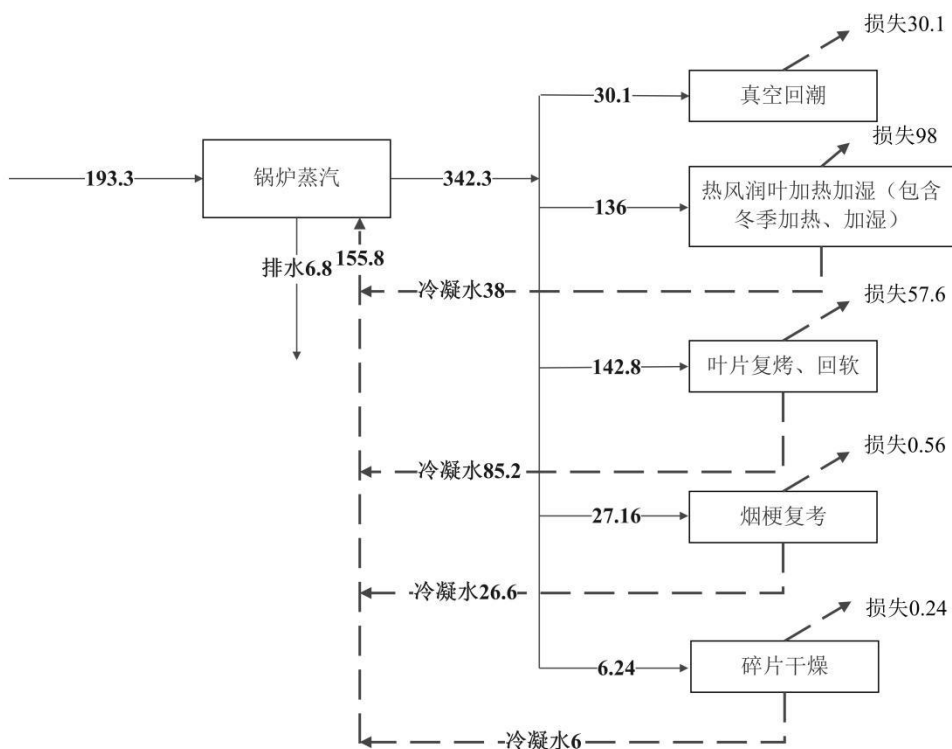 损失30.1
30.1
真空回潮
损失98
193.3
锅炉蒸汽
342.3
136
热风润叶加热加湿（包含
冬季加热、加湿）
排水6.8
155.8
冷凝水38
损失57.6
142.8
叶片复烤、回软
冷凝水85.2
损失0.56
27.16
烟梗复考
冷凝水26.6
损失0.24
6.24
碎片干燥
冷凝水6